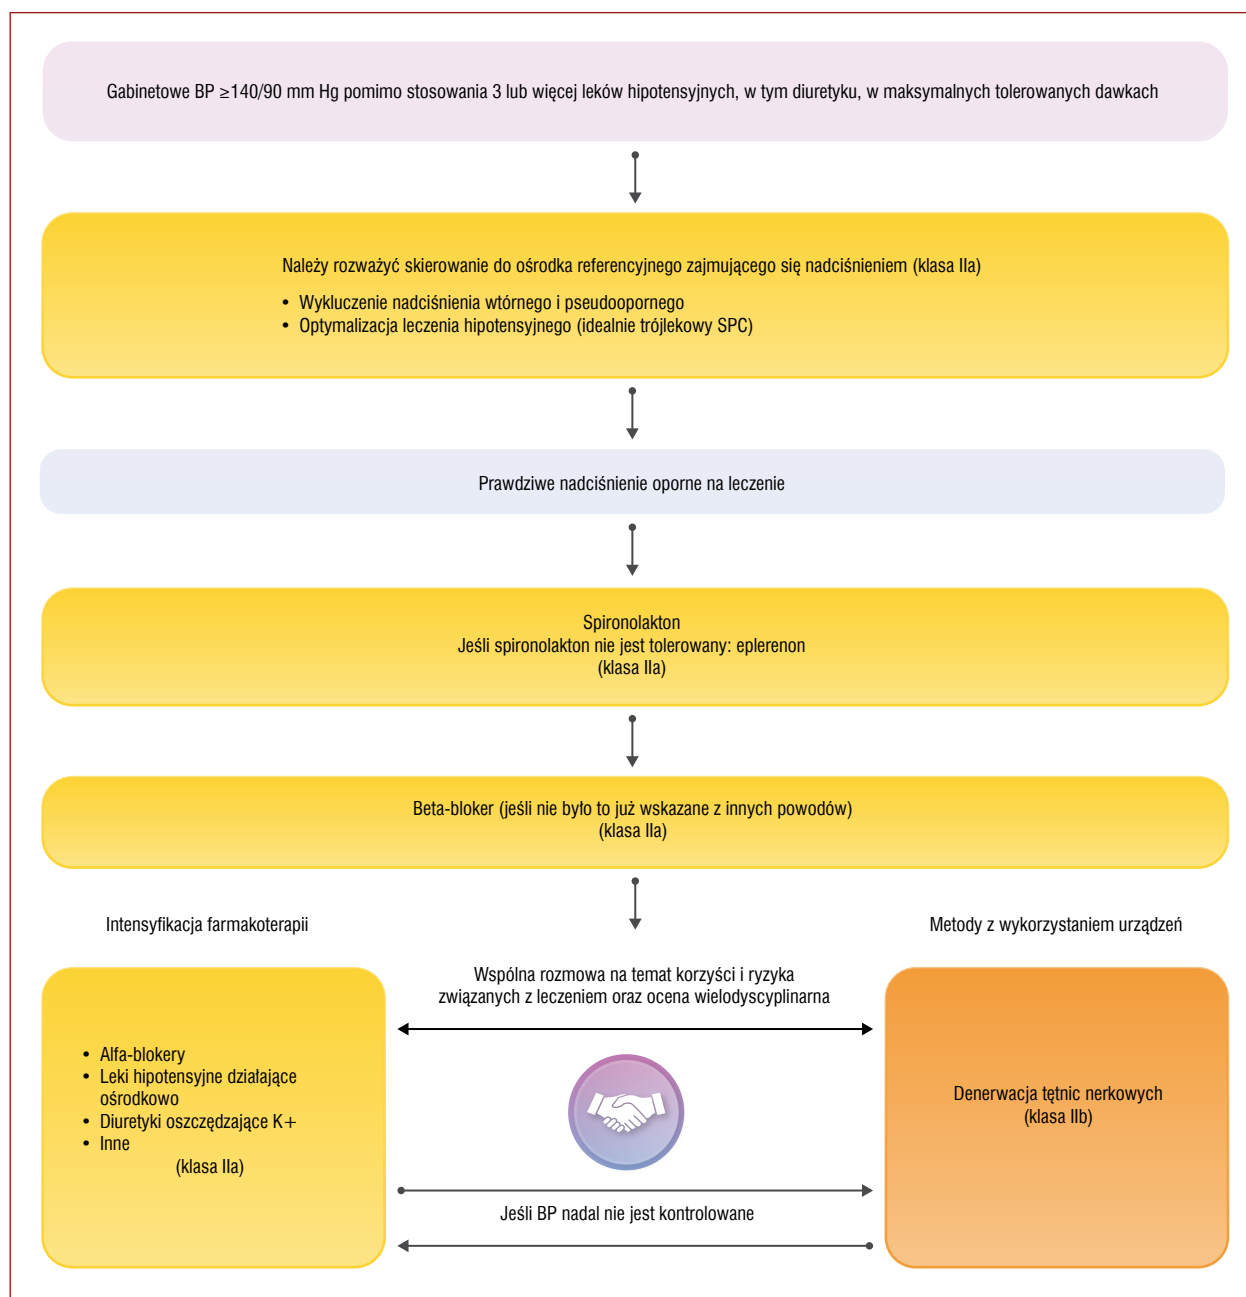 Gabinetowe BP ≥140/90 mm Hg pomimo stosowania 3 lub więcej leków hipotensyjnych, w tym diuretyku, w maksymalnych tolerowanych dawkach
Należy rozważyć skierowanie do ośrodka referencyjnego zajmującego się nadciśnieniem (klasa IIa)
• Wykluczenie nadciśnienia wtórnego i pseudoopornego
• Optymalizacja leczenia hipotensyjnego (idealnie trójlekowy SPC)
Prawdziwe nadciśnienie oporne na leczenie
Spironolakton
Jeśli spironolakton nie jest tolerowany: eplerenon
(klasa IIa)
Beta-bloker (jeśli nie było to już wskazane z innych powodów)
(klasa IIa)
Intensyfikacja farmakoterapii
Metody z wykorzystaniem urządzeń
Wspólna rozmowa na temat korzyści i ryzyka
związanych z leczeniem oraz ocena wielodyscyplinarna
• Alfa-blokery
• Leki hipotensyjne działające
ośrodkowo
• Diuretyki oszczędzające K+
• Inne
(klasa IIa)
Denerwacja tętnic nerkowych
(klasa IIb)
Jeśli BP nadal nie jest kontrolowane